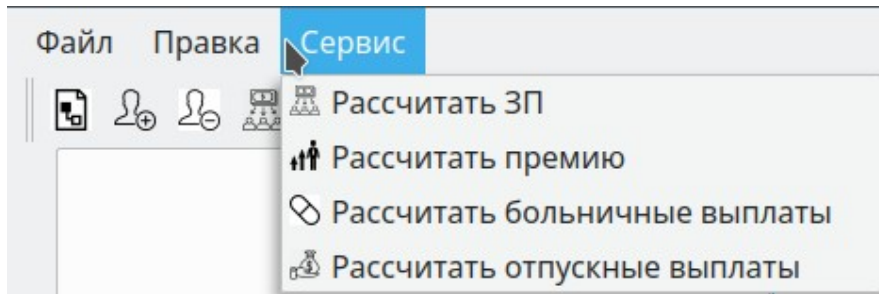 Файл Правка Сервис
Рассчитать ЗП
Рассчитать премию
Рассчитать больничные выплаты
Рассчитать отпускные выплаты